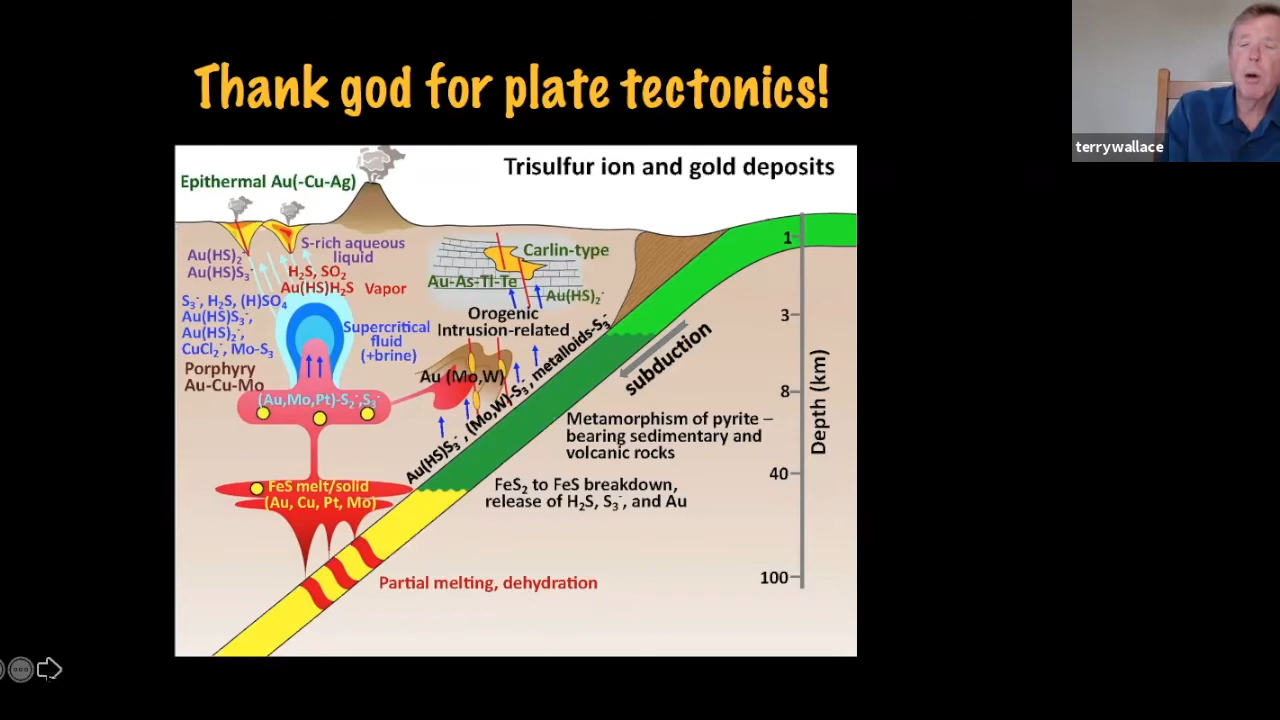 Thank god for plate tectonics!
terrywallace
Trisulfur ion and gold deposits
Epithermal Au(-Cu-Ag)
S-rich aqueous
liquid
Au(HS)₂⁻
Au(HS)S₃⁻
H₂S, SO₂
Au(HS)H₂S Vapor
S₃⁻, H₂S, (H)SO₄
Au(HS)S₃⁻,
Au(HS)₂⁻,
CuCl₂⁻, Mo-S₃
Supercritical
fluid
(+brine)
Porphyry
Au-Cu-Mo
(Au,Mo,Pt)-S₂⁻,S₃⁻
FeS melt/solid
(Au, Cu, Pt, Mo)
Carlin-type
Au-As-Tl-Te
Au(HS)₂⁻
Orogenic
Intrusion-related
Au (Mo,W)
Au(HS)S₃⁻, (Mo,W)-S₃⁻, metalloids-S₃⁻
subduction
Metamorphism of pyrite –
bearing sedimentary and
volcanic rocks
FeS₂ to FeS breakdown,
release of H₂S, S₃⁻, and Au
Partial melting, dehydration
1
3
8
40
100
Depth (km)